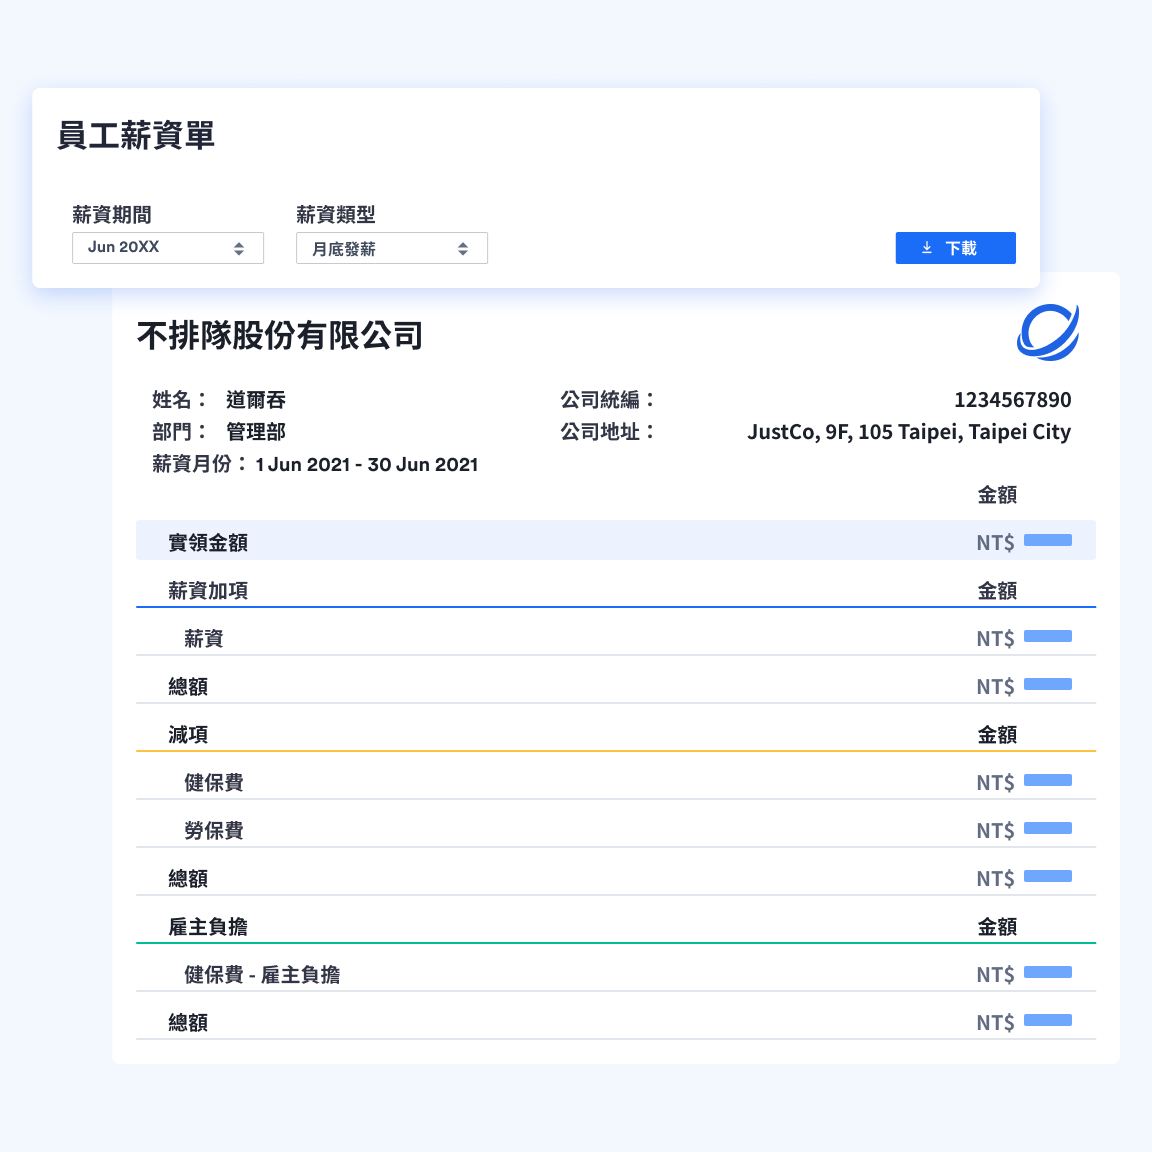 員工薪資單
薪資期間 薪資類型
Jun 20XX 月底發薪 下載
不排隊股份有限公司
姓名： 道爾吞 公司統編： 1234567890
部門： 管理部 公司地址： JustCo, 9F, 105 Taipei, Taipei City
薪資月份： 1 Jun 2021 - 30 Jun 2021
金額
實領金額 NT$
薪資加項 金額
薪資 NT$
總額 NT$
減項 金額
健保費 NT$
勞保費 NT$
總額 NT$
雇主負擔 金額
健保費 - 雇主負擔 NT$
總額 NT$